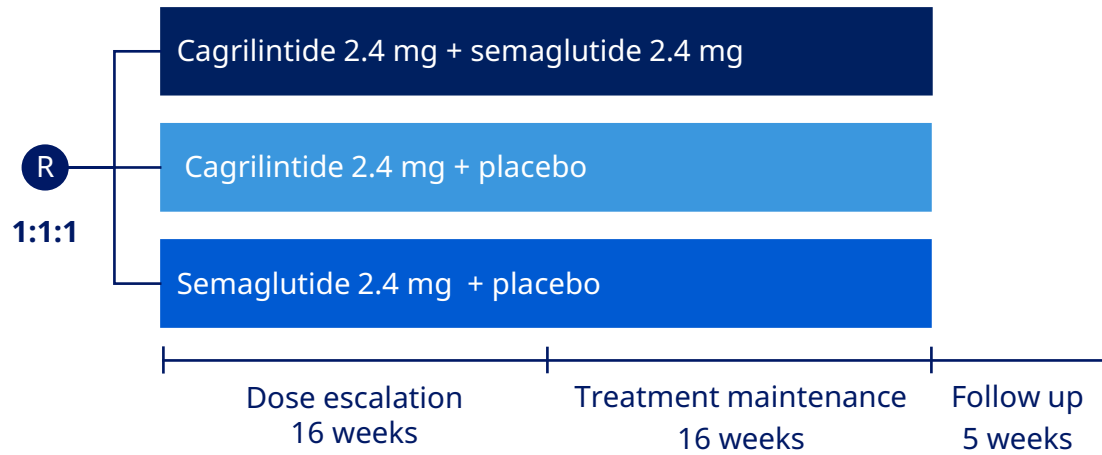 Cagrilintide 2.4 mg + semaglutide 2.4 mg
Cagrilintide 2.4 mg + placebo
R
1:1:1
Semaglutide 2.4 mg + placebo
Dose escalation
16 weeks
Treatment maintenance
16 weeks
Follow up
5 weeks